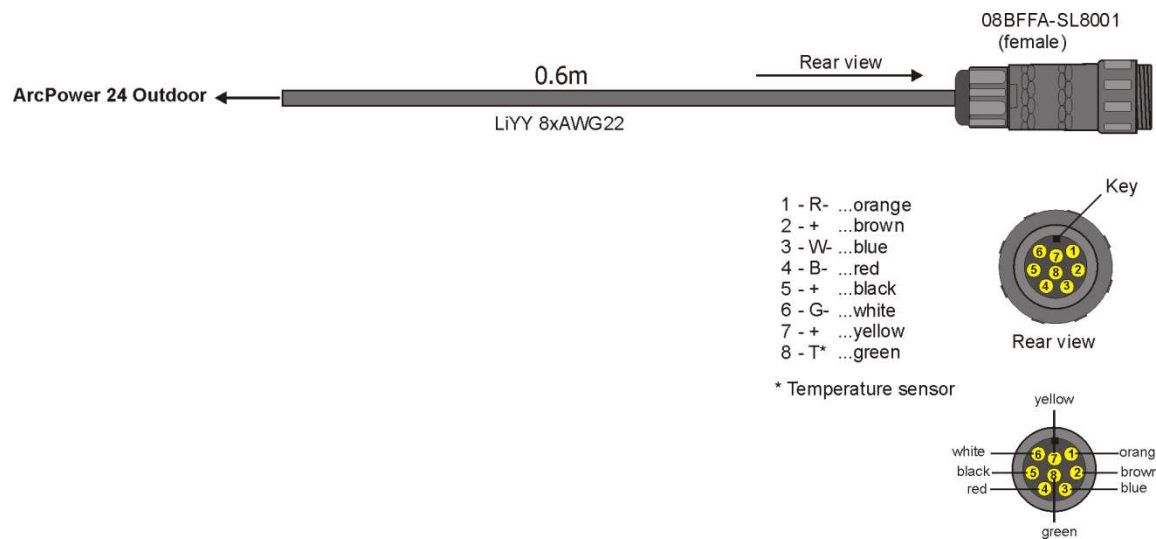 08BFFA-SL8001
(female)
Rear view
0.6m
ArcPower 24 Outdoor
LiYY 8xAWG22
Key
1 - R- ...orange
2 - + ...brown
3 - W- ...blue
4 - B- ...red
5 - + ...black
6 - G- ...white
7 - + ...yellow
8 - T* ...green
6 7 1
5 8 2
4 3
Rear view
* Temperature sensor
yellow
white 6 7 1 orang
black 5 8 2 brown
red 4 3 blue
green